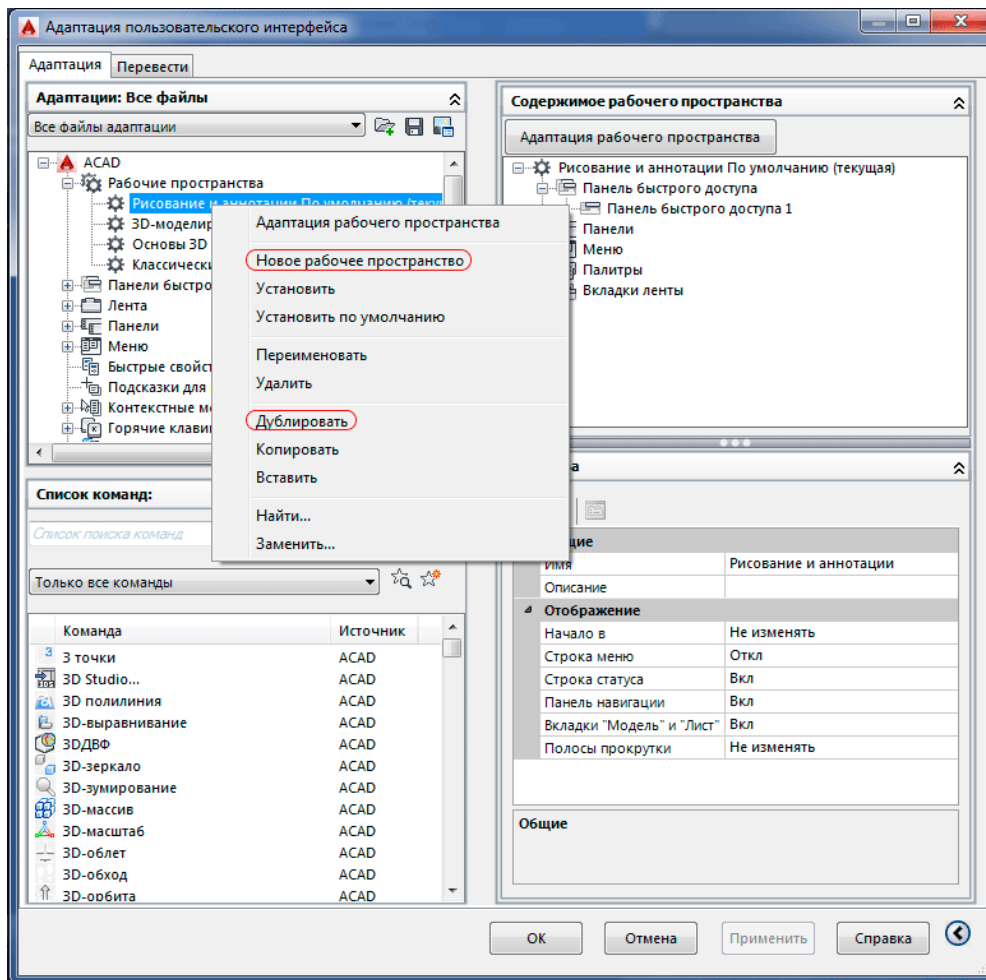 Адаптация пользовательского интерфейса
Адаптация Перевести
Адаптации: Все файлы
Все файлы адаптации
ACAD
Рабочие пространства
Рисование и аннотации По умолчанию (теку
3D-моделир
Основы 3D
Классически
Панели быстро
Лента
Панели
Меню
Быстрые свойст
Подсказки для
Контекстные м
Горячие клави
Адаптация рабочего пространства
Новое рабочее пространство
Установить
Установить по умолчанию
Переименовать
Удалить
Дублировать
Копировать
Вставить
Найти...
Заменить...
Содержимое рабочего пространства
Адаптация рабочего пространства
Рисование и аннотации По умолчанию (текущая)
Панель быстрого доступа
Панель быстрого доступа 1
Панели
Меню
Палитры
Вкладки ленты
Список команд:
Список поиска команд
Только все команды
Команда Источник
3 точки ACAD
3D Studio... ACAD
3D полилиния ACAD
3D-выравнивание ACAD
3DДВФ ACAD
3D-зеркало ACAD
3D-зумирование ACAD
3D-массив ACAD
3D-масштаб ACAD
3D-облет ACAD
3D-обход ACAD
3D-орбита ACAD
а
щие
Имя Рисование и аннотации
Описание
Отображение
Начало в Не изменять
Строка меню Откл
Строка статуса Вкл
Панель навигации Вкл
Вкладки "Модель" и "Лист" Вкл
Полосы прокрутки Не изменять
Общие
ОК Отмена Применить Справка